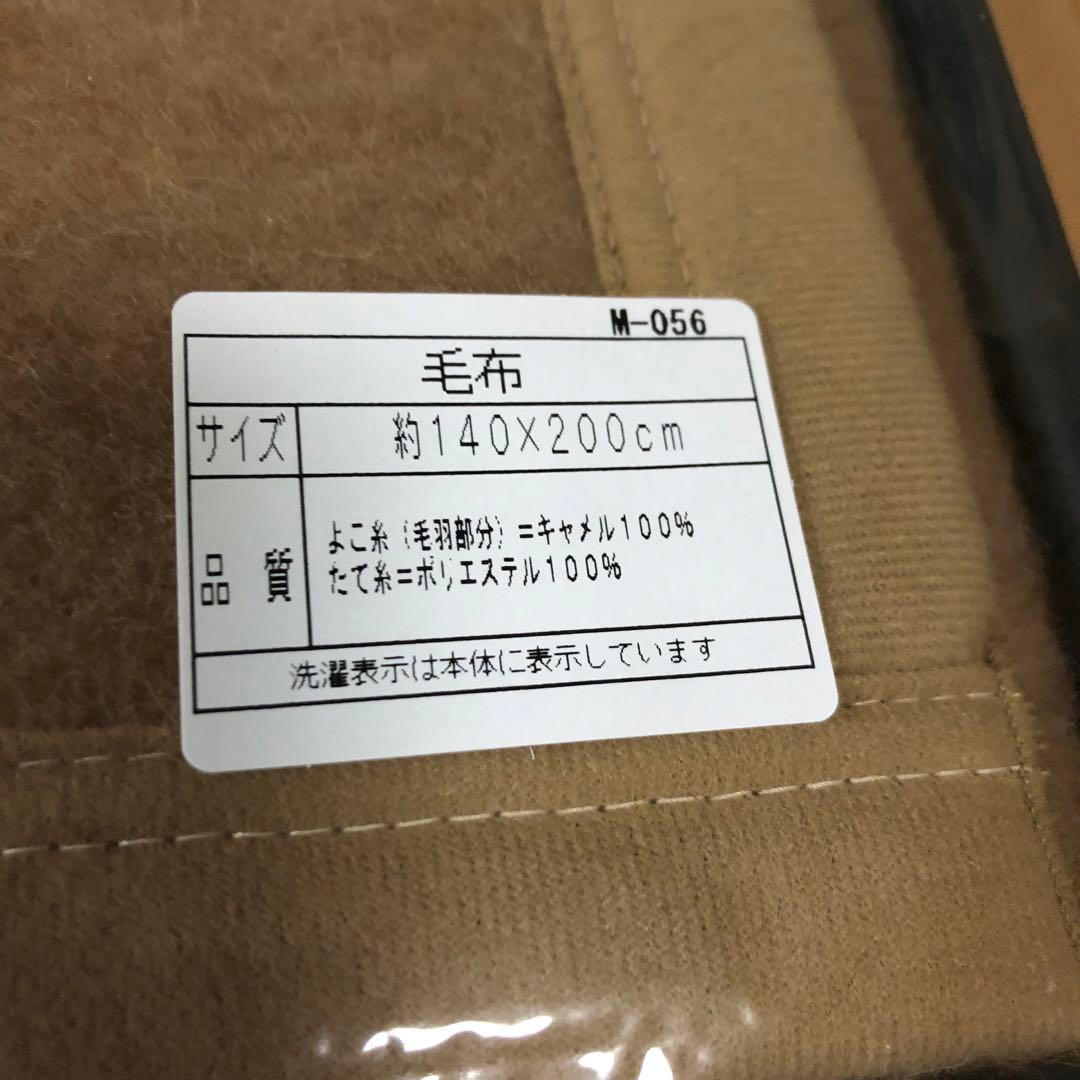 M-056
毛布
サイズ 約140×200cm
品 質 よこ糸(毛羽部分)=キャメル100%
たて糸=ポリエステル100%
洗濯表示は本体に表示しています